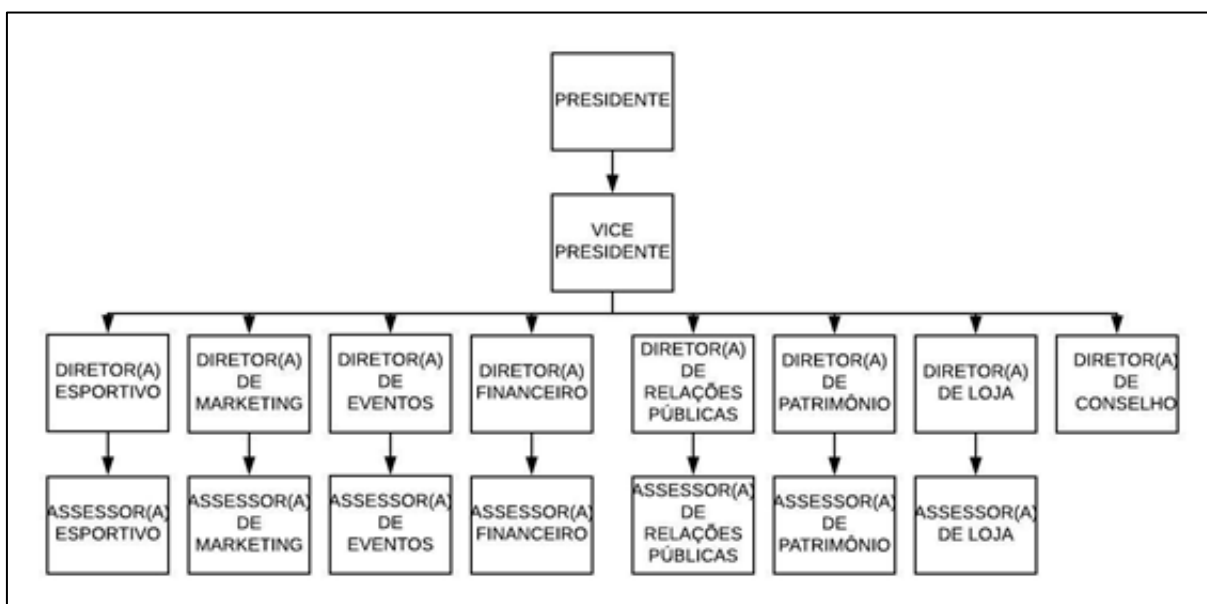 PRESIDENTE
VICE
PRESIDENTE
DIRETOR(A)
ESPORTIVO
DIRETOR(A)
DE
MARKETING
DIRETOR(A)
DE
EVENTOS
DIRETOR(A)
FINANCEIRO
DIRETOR(A)
DE
RELAÇÕES
PÚBLICAS
DIRETOR(A)
DE
PATRIMÔNIO
DIRETOR(A)
DE LOJA
DIRETOR(A)
DE
CONSELHO
ASSESSOR(A)
ESPORTIVO
ASSESSOR(A)
DE
MARKETING
ASSESSOR(A)
DE
EVENTOS
ASSESSOR(A)
FINANCEIRO
ASSESSOR(A)
DE
RELAÇÕES
PÚBLICAS
ASSESSOR(A)
DE
PATRIMÔNIO
ASSESSOR(A)
DE LOJA